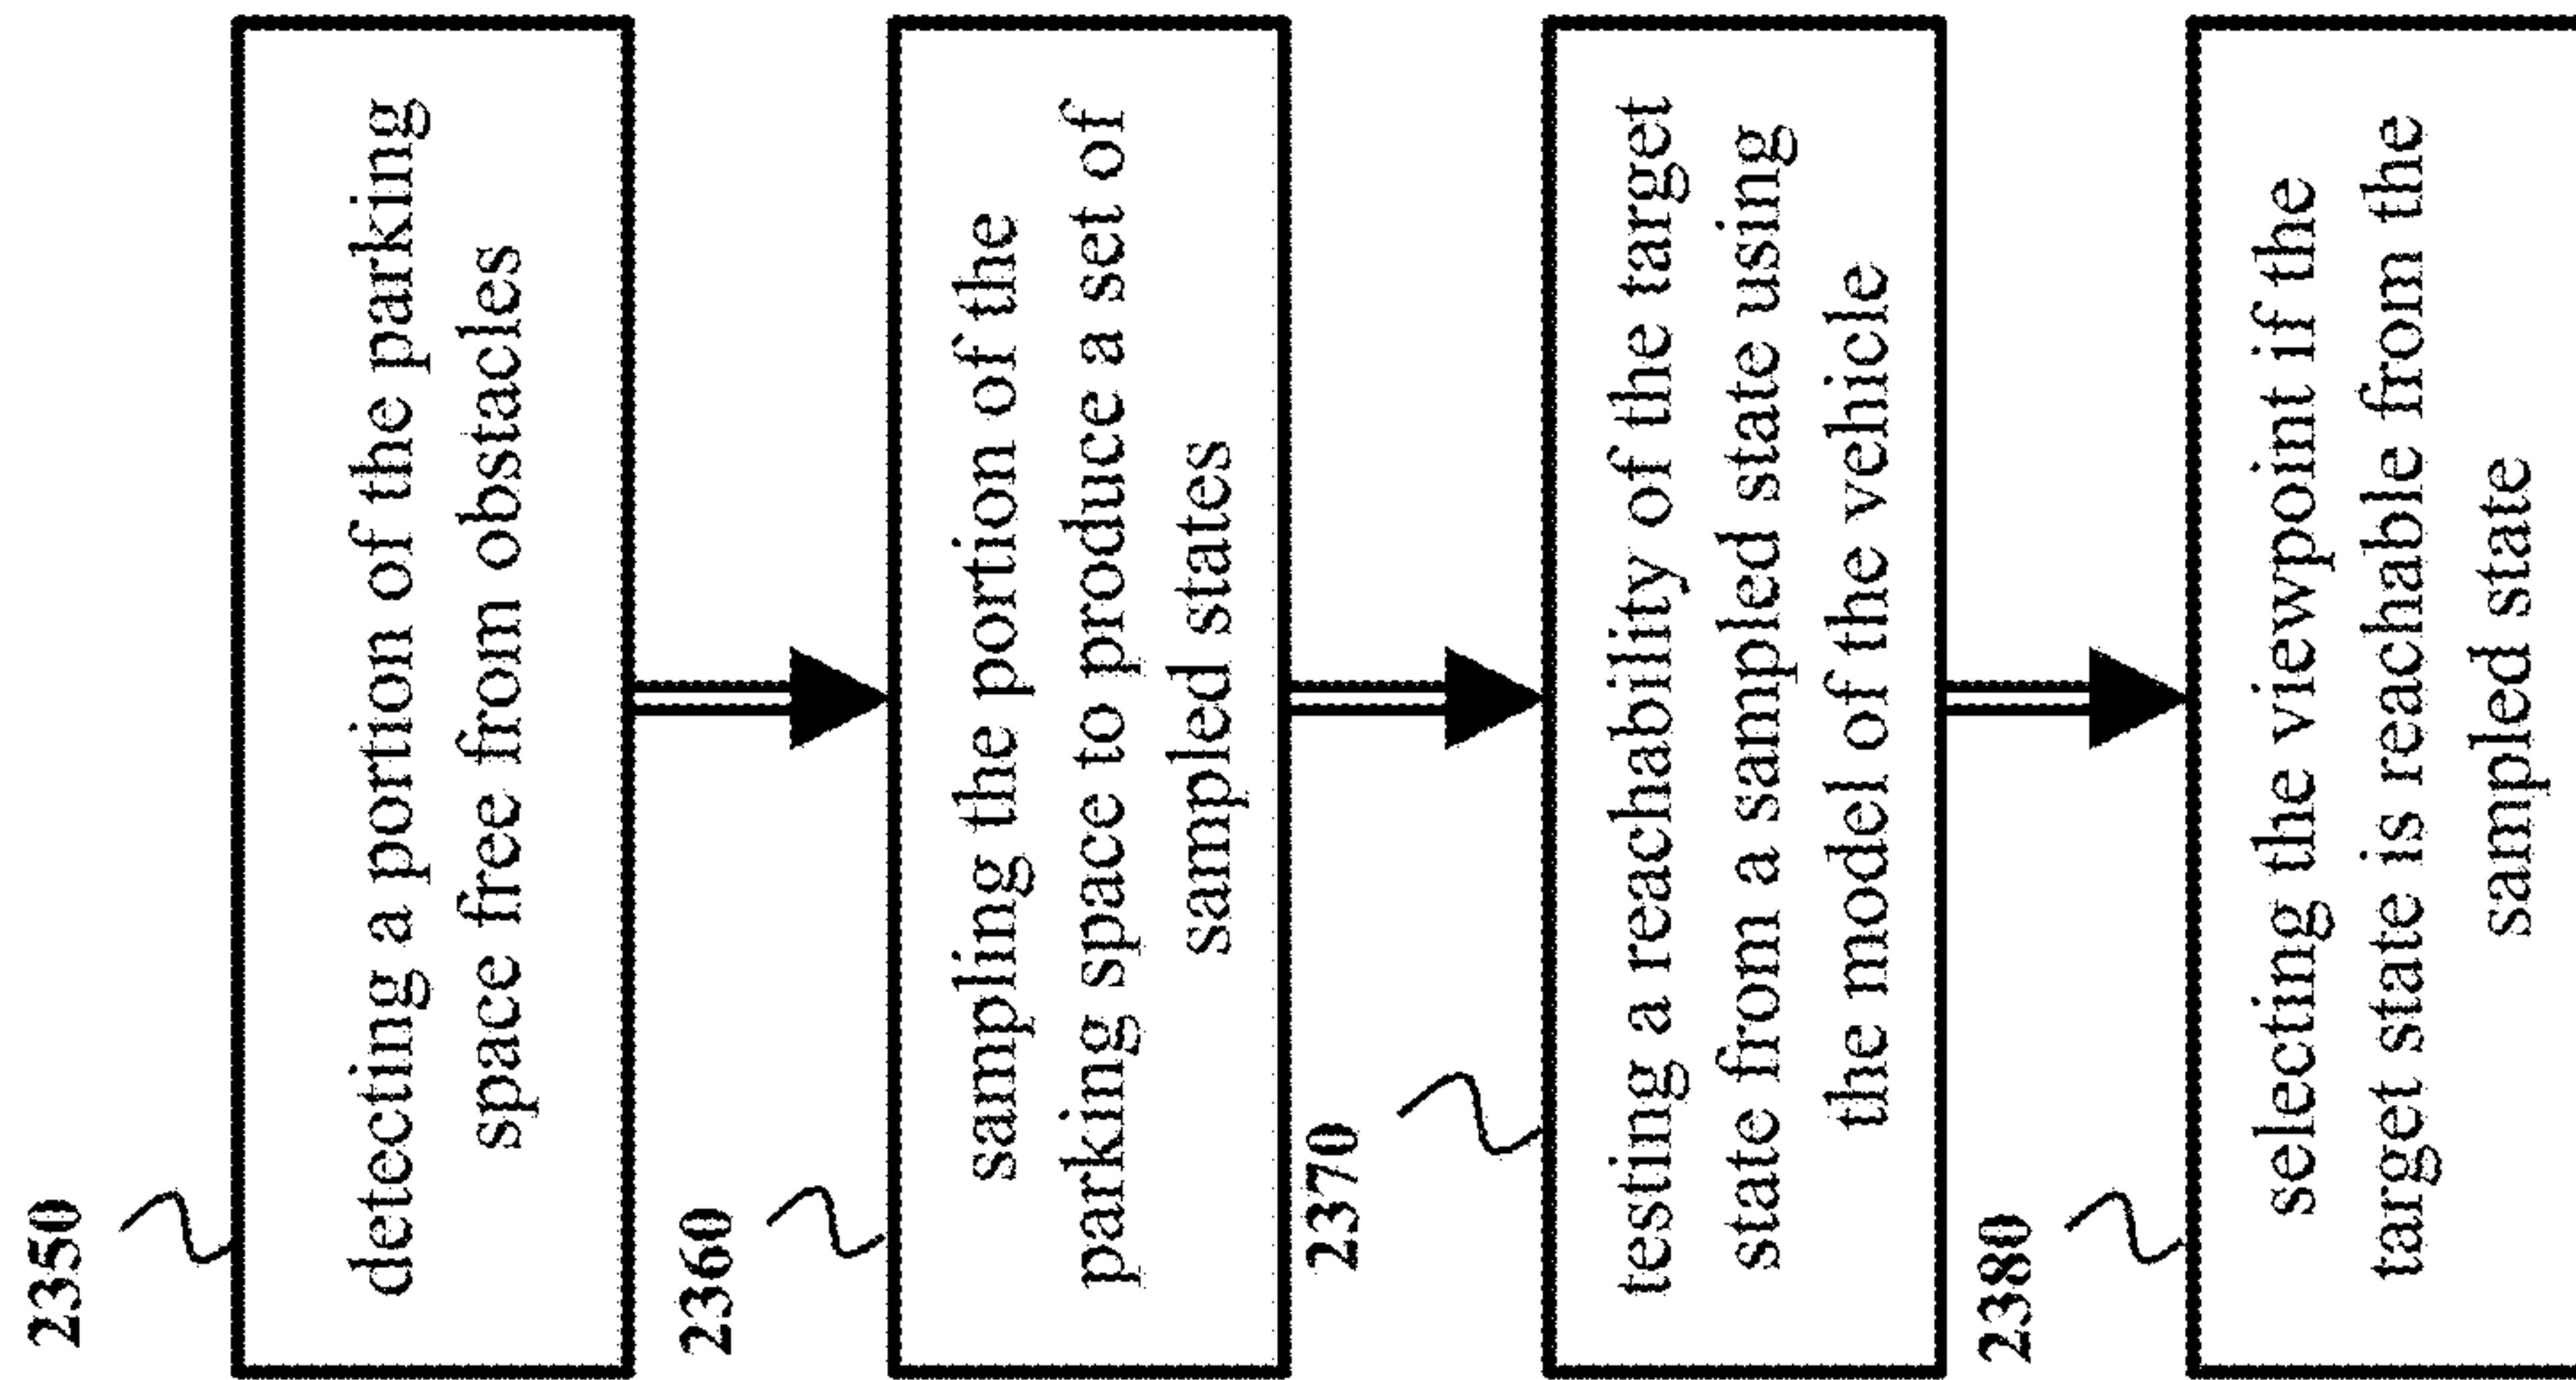 2350
detecting a portion of the parking
space free from obstacles
2360
sampling the portion of the
parking space to produce a set of
sampled states
2370
testing a reachability of the target
state from a sampled state using
the model of the vehicle
2380
selecting the viewpoint if the
target state is reachable from the
sampled state